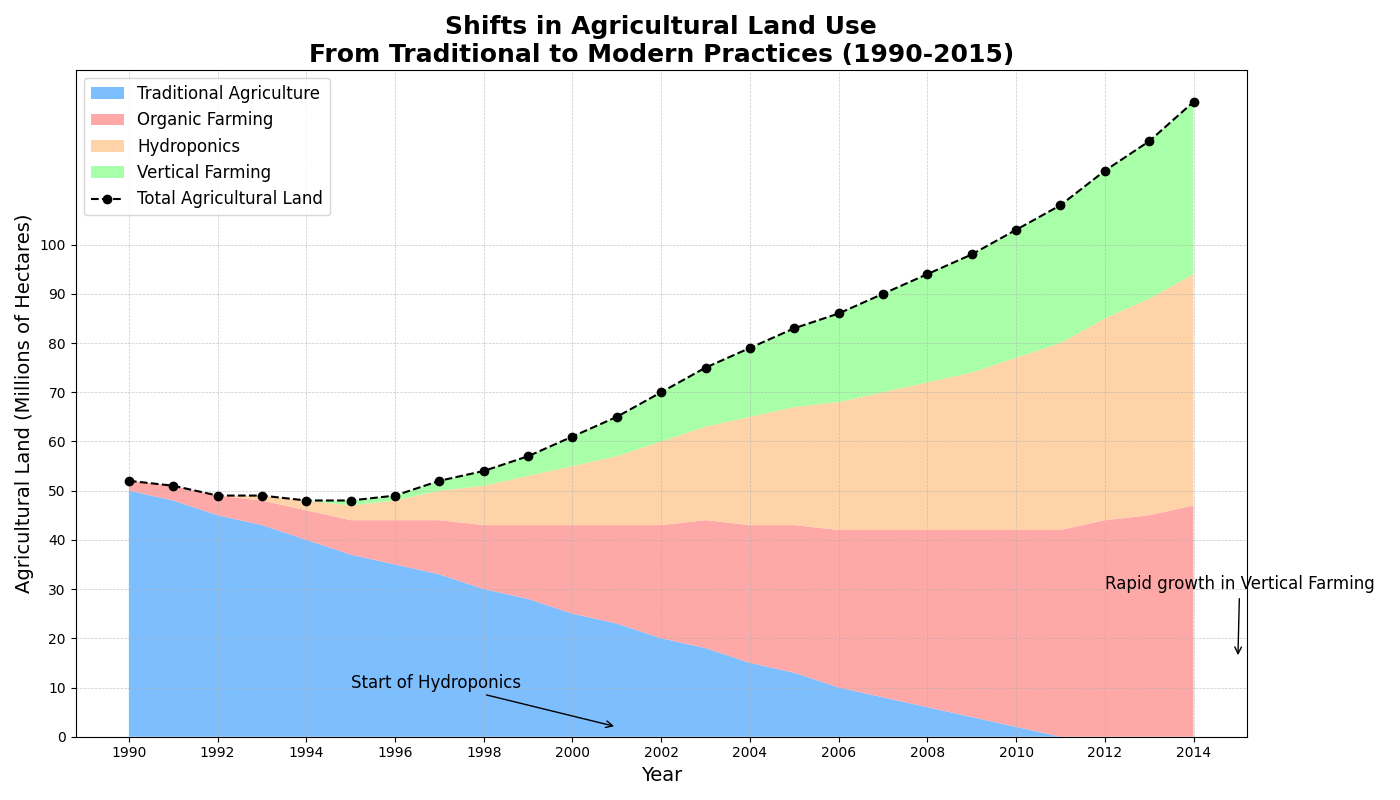 Shifts in Agricultural Land Use
From Traditional to Modern Practices (1990-2015)
Traditional Agriculture
Organic Farming
Hydroponics
Vertical Farming
Total Agricultural Land
Agricultural Land (Millions of Hectares)
100
90
80
70
60
50
40
30
20
10
0
Rapid growth in Vertical Farming
Start of Hydroponics
1990 1992 1994 1996 1998 2000 2002 2004 2006 2008 2010 2012 2014
Year